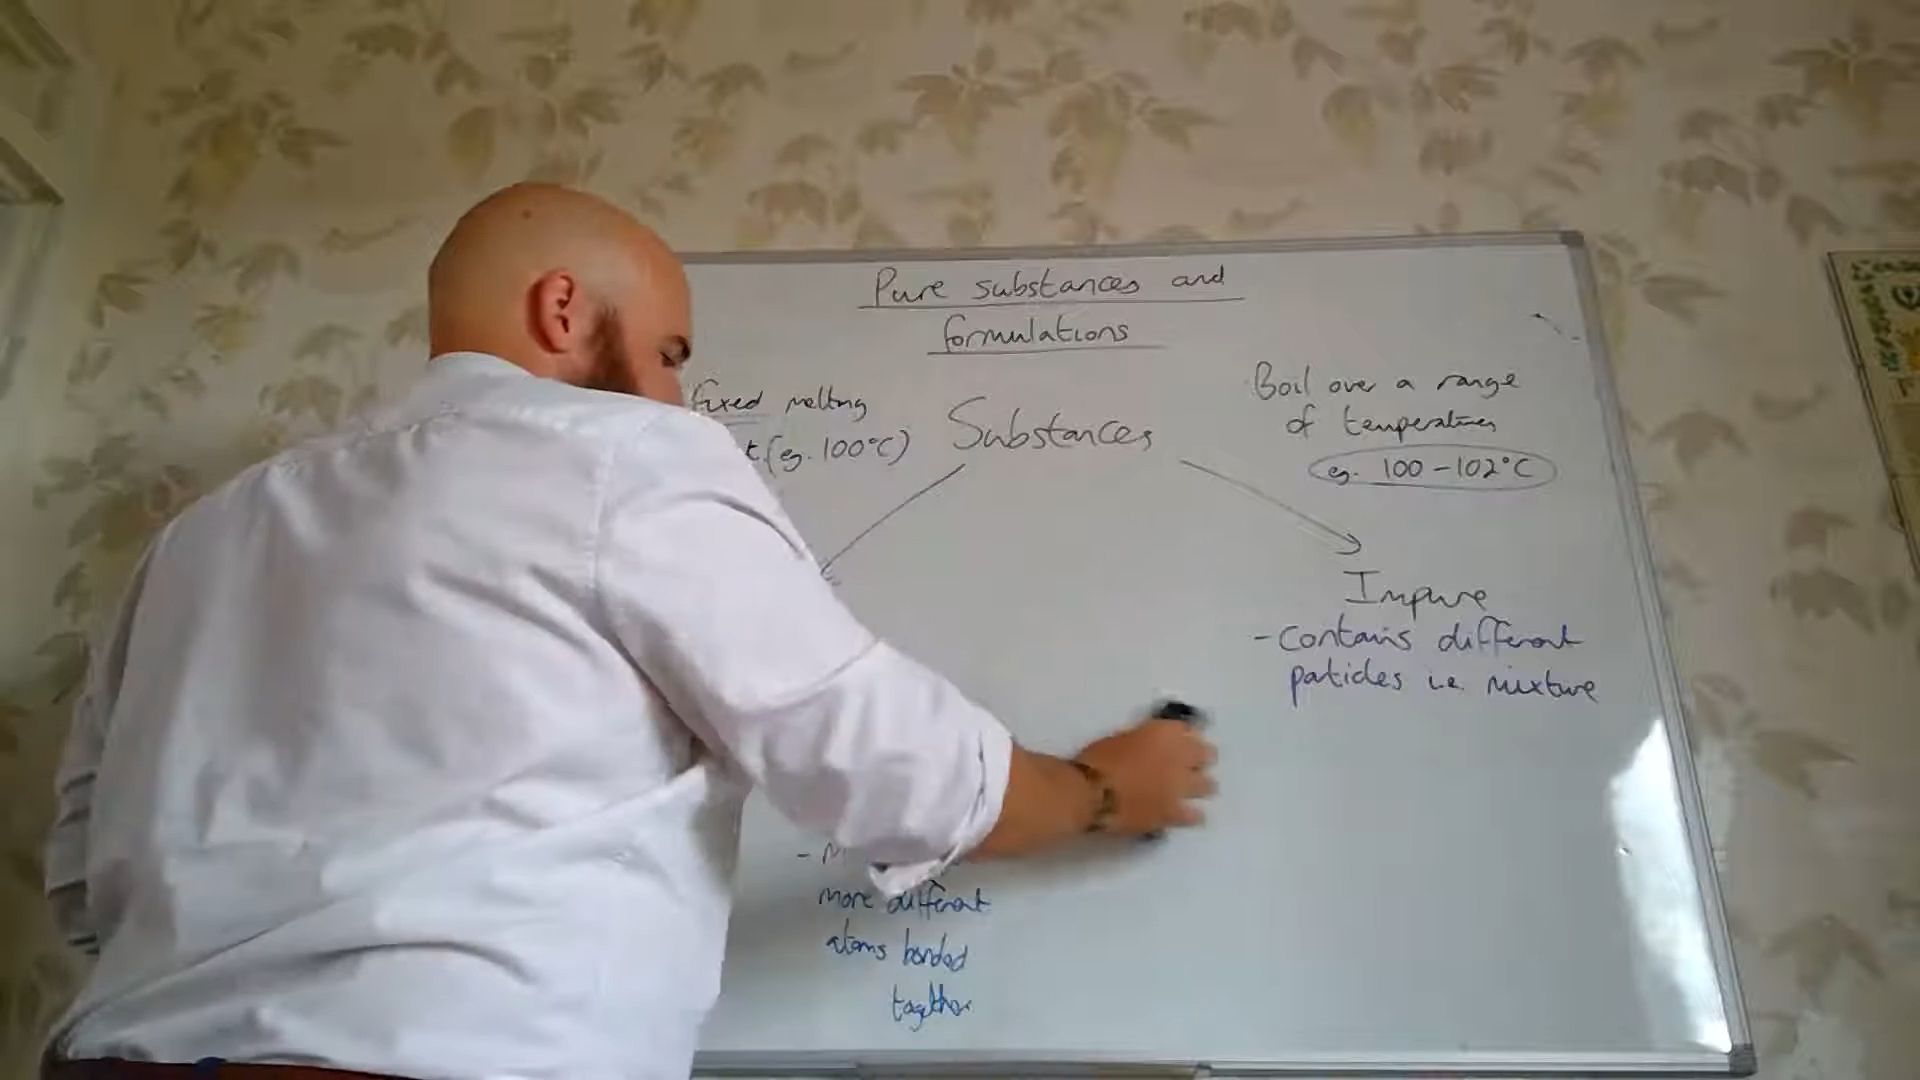 Pure substances and
formulations
fixed melting
t (eg. 100°C)
Substances
Boil over a range
of temperatures
eg. 100-102°C
Impure
- contains different
particles i.e. mixture
more different
atoms bonded
together